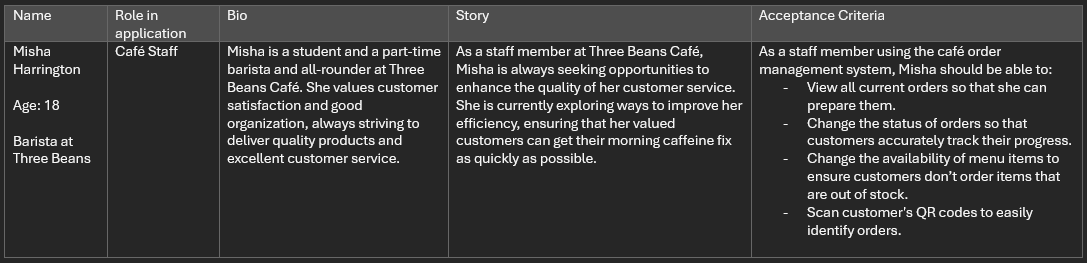 Name
Role in
application
Bio
Story
Acceptance Criteria
Misha
Harrington
Age: 18
Barista at
Three Beans
Café Staff
Misha is a student and a part-time
barista and all-rounder at Three
Beans Café. She values customer
satisfaction and good
organization, always striving to
deliver quality products and
excellent customer service.
As a staff member at Three Beans Café,
Misha is always seeking opportunities to
enhance the quality of her customer service.
She is currently exploring ways to improve her
efficiency, ensuring that her valued
customers can get their morning caffeine fix
as quickly as possible.
As a staff member using the café order
management system, Misha should be able to:
- View all current orders so that she can
prepare them.
- Change the status of orders so that
customers accurately track their progress.
- Change the availability of menu items to
ensure customers don’t order items that
are out of stock.
- Scan customer's QR codes to easily
identify orders.